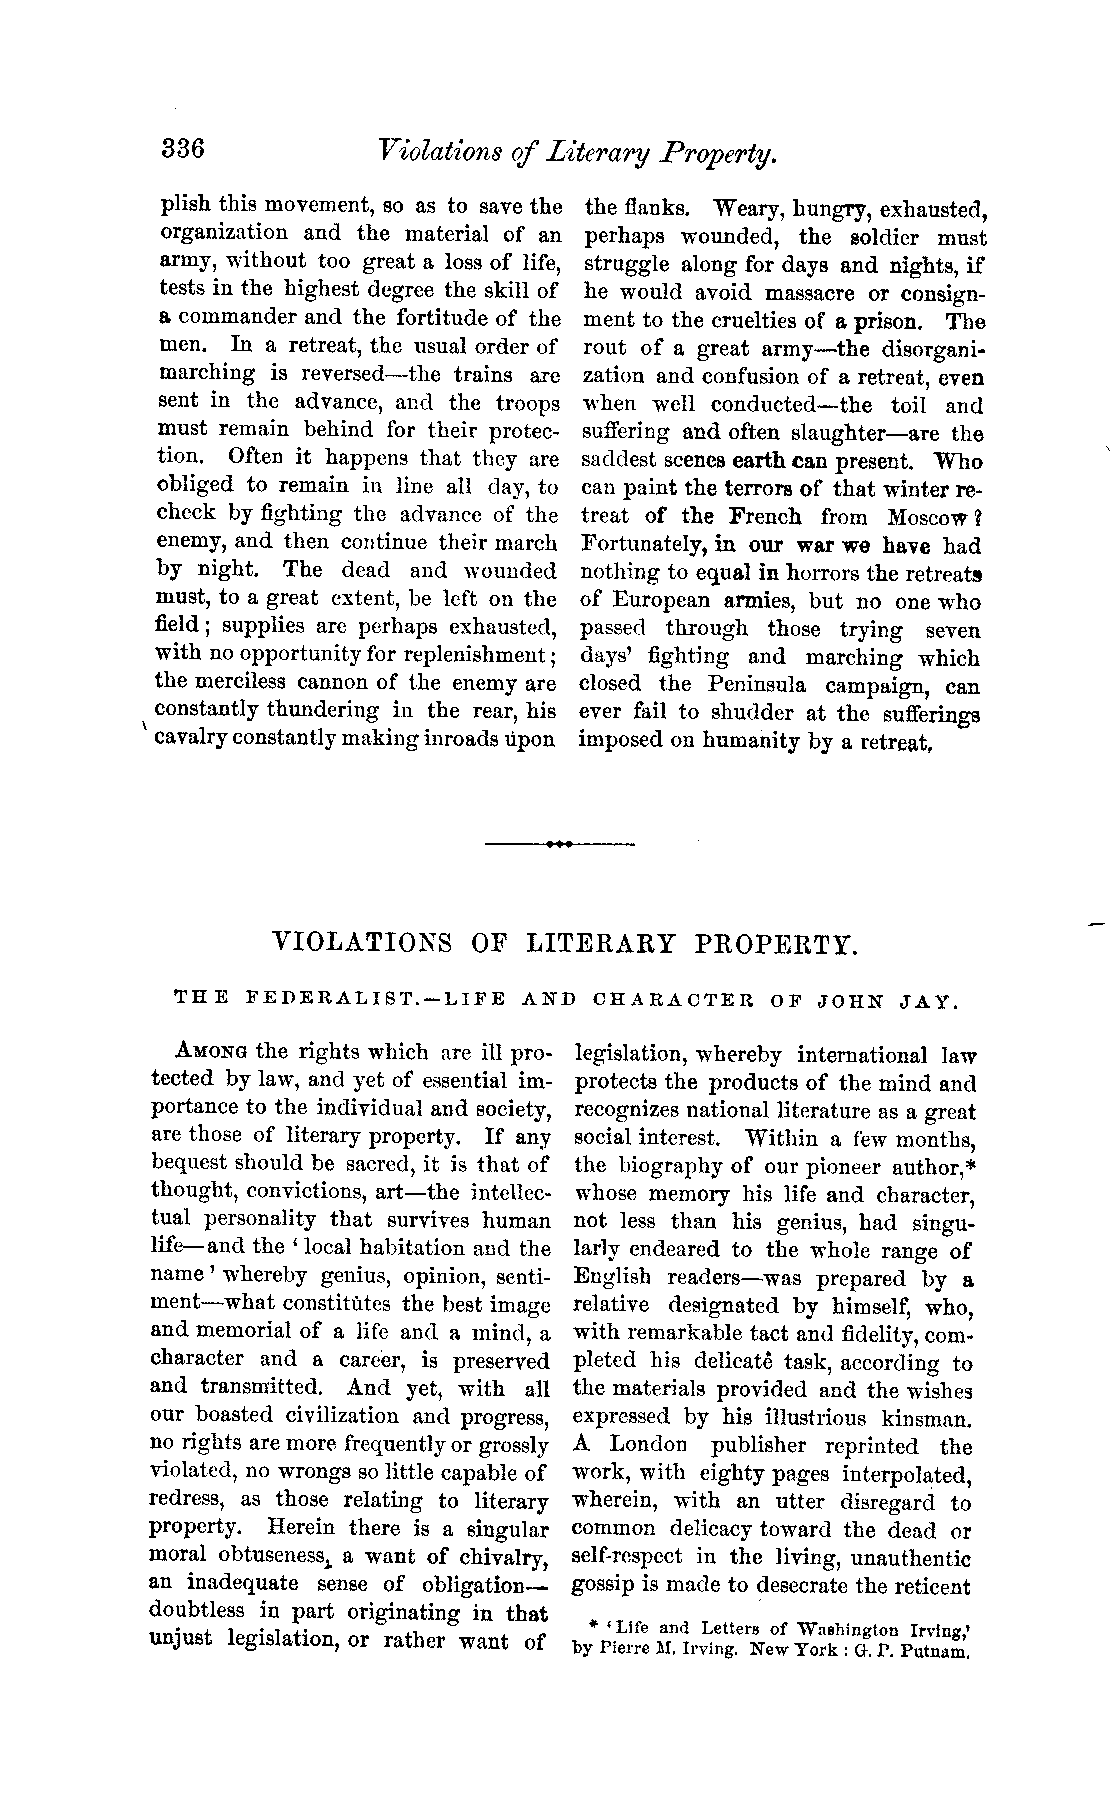 336 Violations of Literary Property.
plish this movement, so as to save the
organization and the material of an
army, without too great a loss of life,
tests in the highest degree the skill of
a commander and the fortitude of the
men. In a retreat, the usual order of
marching is reversed—the trains are
sent in the advance, and the troops
must remain behind for their protec-
tion. Often it happens that they are
obliged to remain in line all day, to
check by fighting the advance of the
enemy, and then continue their march
by night. The dead and wounded
must, to a great extent, be left on the
field; supplies are perhaps exhausted,
with no opportunity for replenishment;
the merciless cannon of the enemy are
constantly thundering in the rear, his
cavalry constantly making inroads upon
the flanks. Weary, hungry, exhausted,
perhaps wounded, the soldier must
struggle along for days and nights, if
he would avoid massacre or consign-
ment to the cruelties of a prison. The
rout of a great army—the disorgani-
zation and confusion of a retreat, even
when well conducted—the toil and
suffering and often slaughter—are the
saddest scenes earth can present. Who
can paint the terrors of that winter re-
treat of the French from Moscow?
Fortunately, in our war we have had
nothing to equal in horrors the retreats
of European armies, but no one who
passed through those trying seven
days' fighting and marching which
closed the Peninsula campaign, can
ever fail to shudder at the sufferings
imposed on humanity by a retreat.
VIOLATIONS OF LITERARY PROPERTY.
THE FEDERALIST.—LIFE AND CHARACTER OF JOHN JAY.
AMONG the rights which are ill pro-
tected by law, and yet of essential im-
portance to the individual and society,
are those of literary property. If any
bequest should be sacred, it is that of
thought, convictions, art—the intellec-
tual personality that survives human
life—and the 'local habitation and the
name' whereby genius, opinion, senti-
ment—what constitutes the best image
and memorial of a life and a mind, a
character and a career, is preserved
and transmitted. And yet, with all
our boasted civilization and progress,
no rights are more frequently or grossly
violated, no wrongs so little capable of
redress, as those relating to literary
property. Herein there is a singular
moral obtuseness, a want of chivalry,
an inadequate sense of obligation—
doubtless in part originating in that
unjust legislation, or rather want of
legislation, whereby international law
protects the products of the mind and
recognizes national literature as a great
social interest. Within a few months,
the biography of our pioneer author,*
whose memory his life and character,
not less than his genius, had singu-
larly endeared to the whole range of
English readers—was prepared by a
relative designated by himself, who,
with remarkable tact and fidelity, com-
pleted his delicate task, according to
the materials provided and the wishes
expressed by his illustrious kinsman.
A London publisher reprinted the
work, with eighty pages interpolated,
wherein, with an utter disregard to
common delicacy toward the dead or
self-respect in the living, unauthentic
gossip is made to desecrate the reticent
* 'Life and Letters of Washington Irving,'
by Pierre M. Irving. New York: G. P. Putnam.